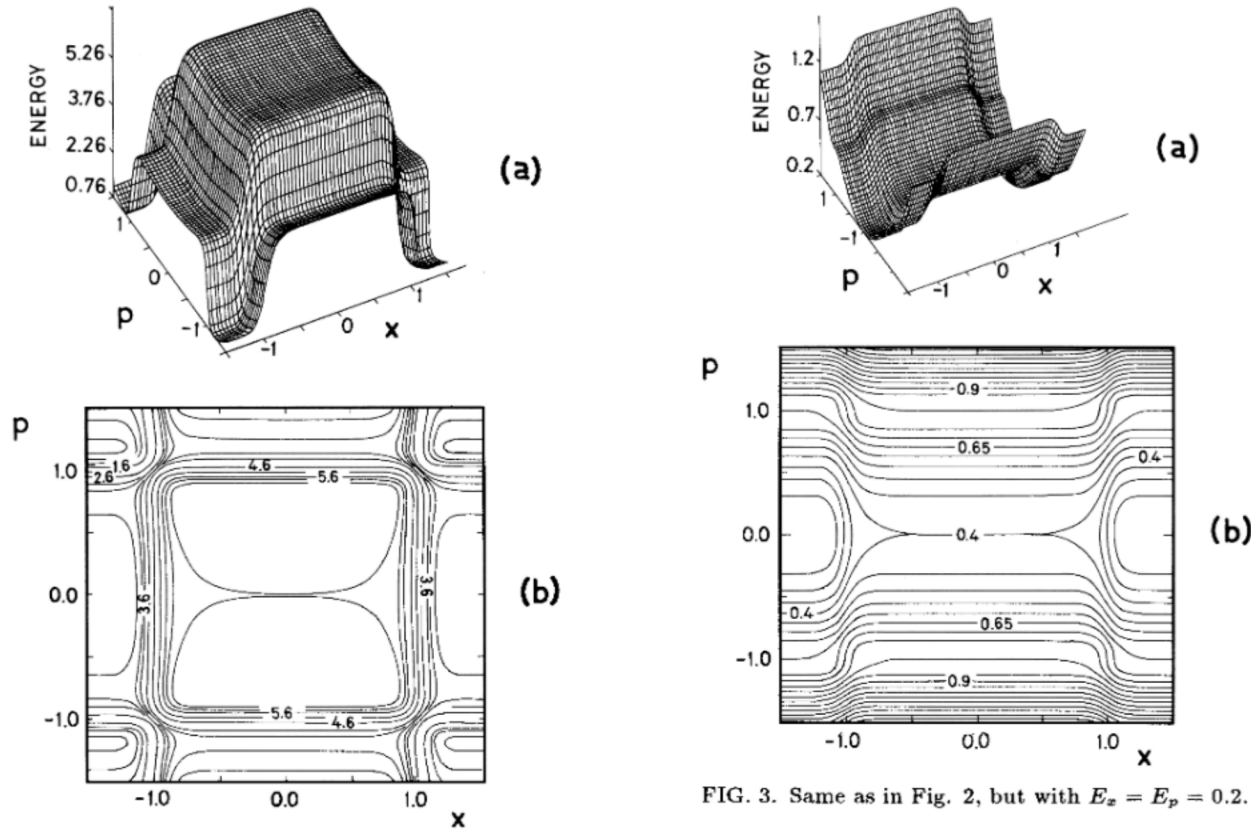 ENERGY
5.26
3.76
2.26
0.76
1
0
-1
p
-1
0
1
x
(a)
p
1.0
0.0
-1.0
-1.0 0.0 1.0
x
1.6
2.6
4.6
5.6
3.6
3.6
5.6
4.6
(b)
ENERGY
1.2
0.7
0.2
1
0
-1
p
-1
0
1
x
(a)
p
1.0
0.0
-1.0
-1.0 0.0 1.0
x
0.9
0.65
0.4
0.4
0.4
0.65
0.9
(b)
FIG. 3. Same as in Fig. 2, but with Eₓ = Eₚ = 0.2.